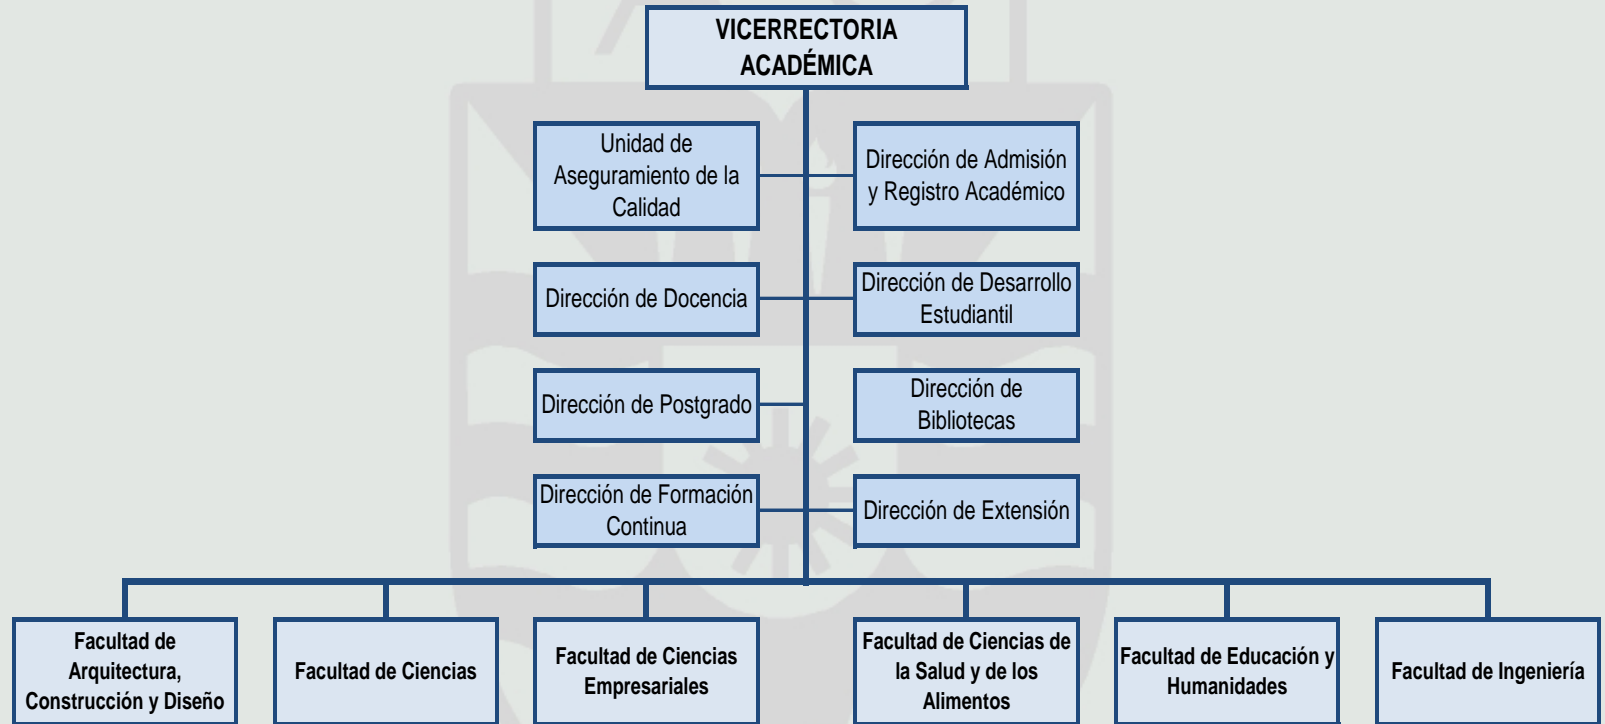 VICERRECTORIA
ACADÉMICA
Unidad de
Aseguramiento de la
Calidad
Dirección de Admisión
y Registro Académico
Dirección de Docencia
Dirección de Desarrollo
Estudiantil
Dirección de Postgrado
Dirección de
Bibliotecas
Dirección de Formación
Continua
Dirección de Extensión
Facultad de
Arquitectura,
Construcción y Diseño
Facultad de Ciencias
Facultad de Ciencias
Empresariales
Facultad de Ciencias de
la Salud y de los
Alimentos
Facultad de Educación y
Humanidades
Facultad de Ingeniería